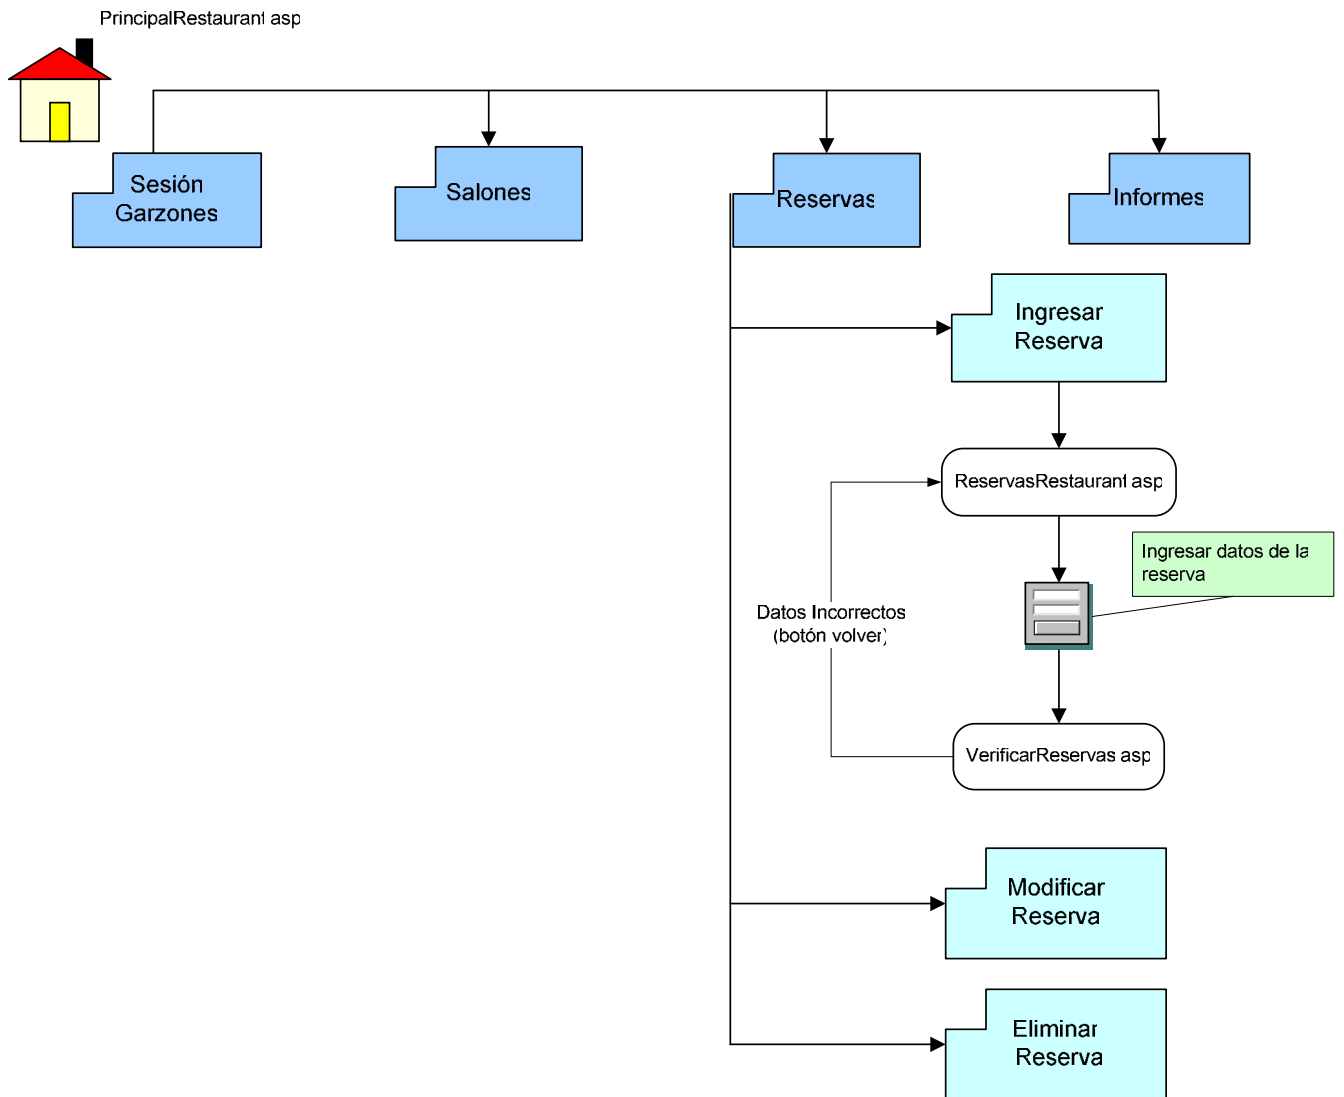 PrincipalRestaurant asp
Sesión
Garzones
Salones
Reservas
Informes
Ingresar
Reserva
ReservasRestaurant asp
Ingresar datos de la
reserva
Datos Incorrectos
(botón volver)
VerificarReservas asp
Modificar
Reserva
Eliminar
Reserva